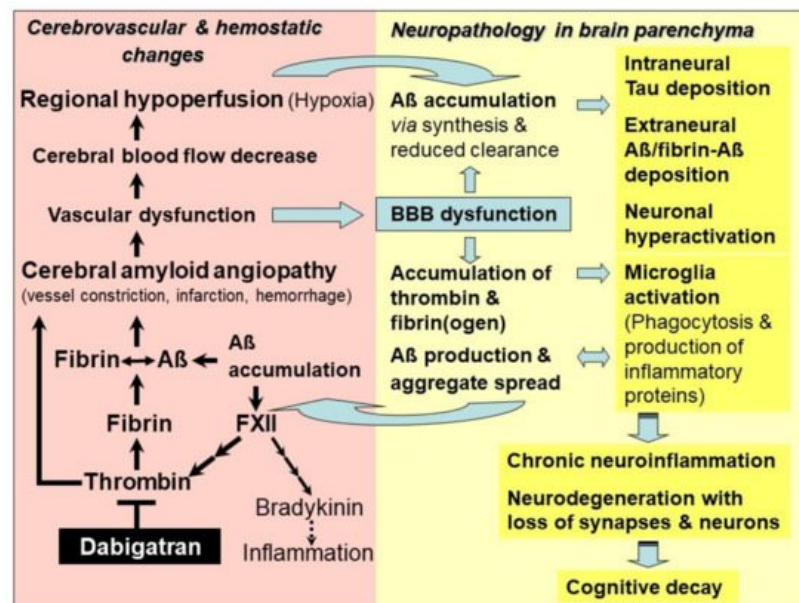 Cerebrovascular & hemostatic
changes
Regional hypoperfusion (Hypoxia)
Cerebral blood flow decrease
Vascular dysfunction
Cerebral amyloid angiopathy
(vessel constriction, infarction, hemorrhage)
Fibrin
Aß
Aß
accumulation
Fibrin
FXII
Thrombin
Bradykinin
Dabigatran
Inflammation
Neuropathology in brain parenchyma
Aß accumulation
via synthesis &
reduced clearance
BBB dysfunction
Accumulation of
thrombin &
fibrin(ogen)
Aß production &
aggregate spread
Intraneural
Tau deposition
Extraneural
Aß/fibrin-Aß
deposition
Neuronal
hyperactivation
Microglia
activation
(Phagocytosis &
production of
inflammatory
proteins)
Chronic neuroinflammation
Neurodegeneration with
loss of synapses & neurons
Cognitive decay